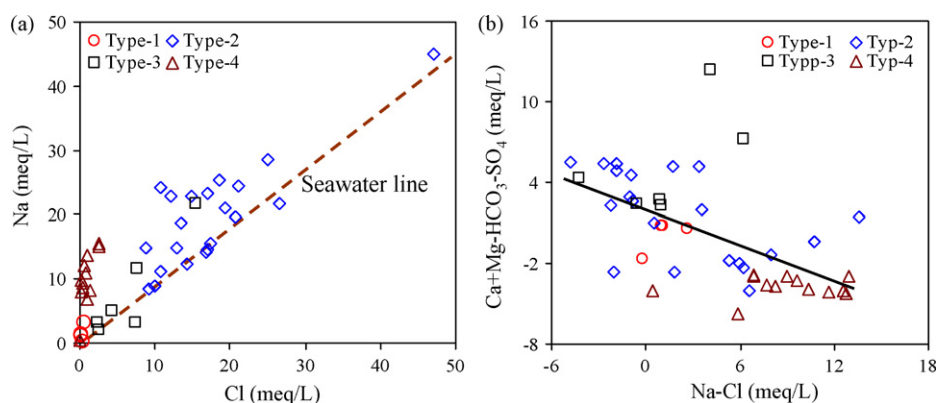 (a)
Type-1 Type-2
Type-3 Type-4
50
40
30
20
10
0
Na (meq/L)
Seawater line
0 10 20 30 40 50
Cl (meq/L)
(b)
Type-1 Typ-2
Typp-3 Typ-4
16
10
4
-2
-8
Ca+Mg-HCO₃-SO₄ (meq/L)
-6 0 6 12 18
Na-Cl (meq/L)